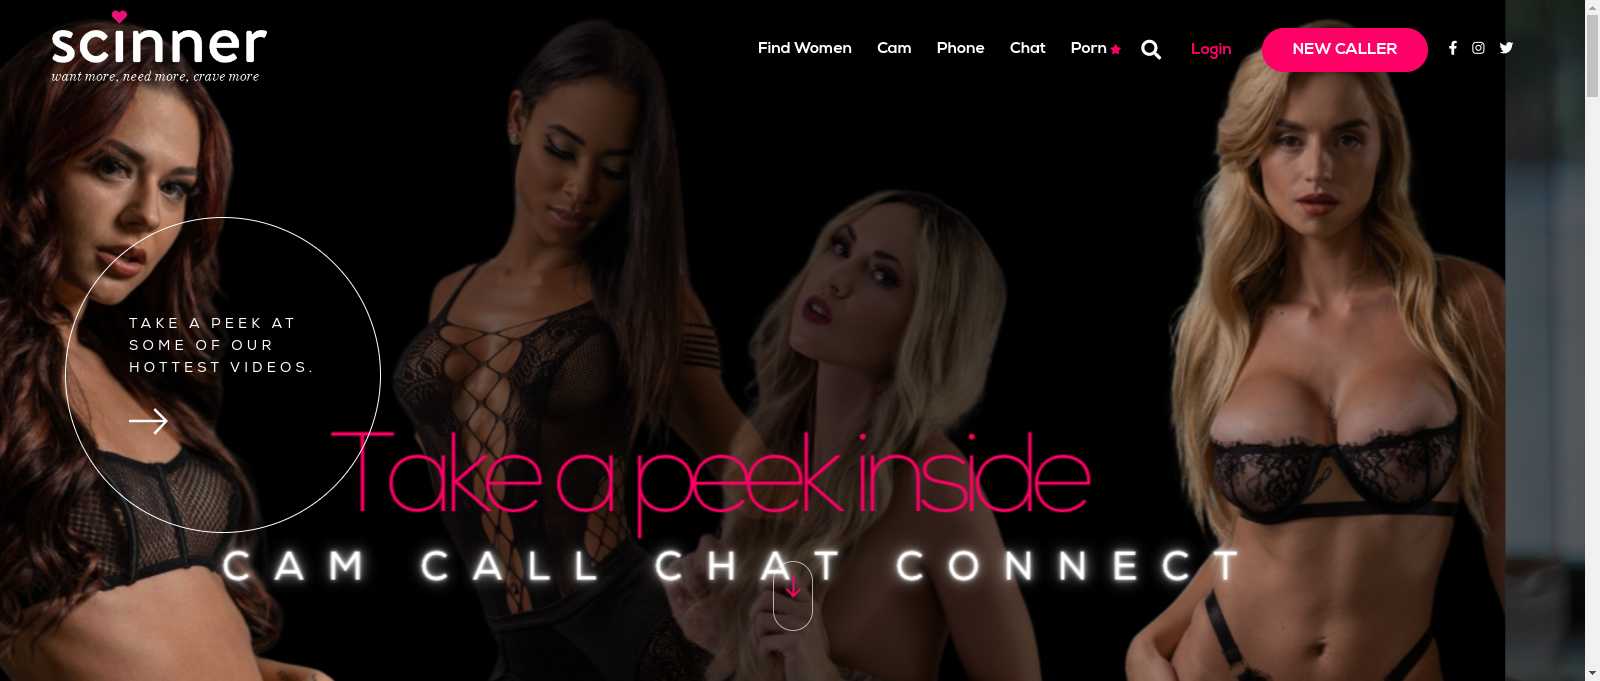 scinner
want more, need more, crave more
Find Women
Cam
Phone
Chat
Porn
Login
NEW CALLER
TAKE A PEEK AT
SOME OF OUR
HOTTEST VIDEOS.
Take a peek inside
CAM CALL CHAT CONNECT